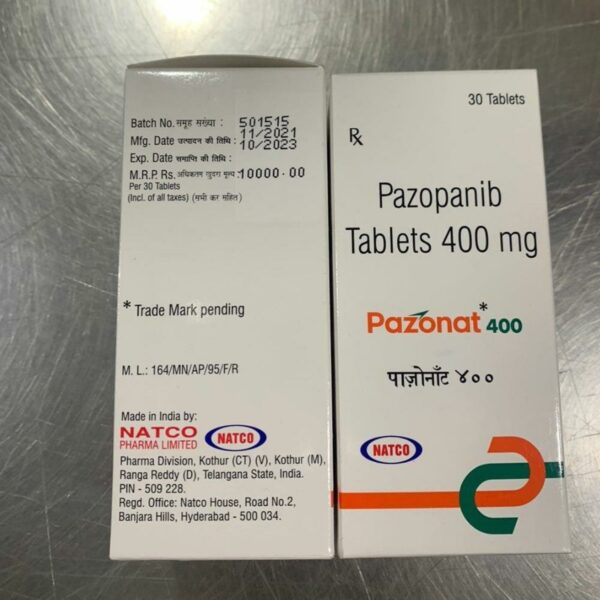 Batch No. समूह संख्या : 501515
Mfg. Date उत्पादन की तिथि : 11/2021
Exp. Date समाप्ति की तिथि : 10/2023
M.R.P. Rs. अधिकतम खुदरा मूल्य : 10000.00
Per 30 Tablets
(Incl. of all taxes) (सभी कर सहित)
* Trade Mark pending
M. L.: 164/MN/AP/95/F/R
Made in India by:
NATCO
PHARMA LIMITED
NATCO
Pharma Division, Kothur (CT) (V), Kothur (M),
Ranga Reddy (D), Telangana State, India.
PIN - 509 228.
Regd. Office: Natco House, Road No.2,
Banjara Hills, Hyderabad - 500 034.
30 Tablets
Rx
Pazopanib
Tablets 400 mg
Pazonat* 400
पाज़ोनाँट ४००
NATCO